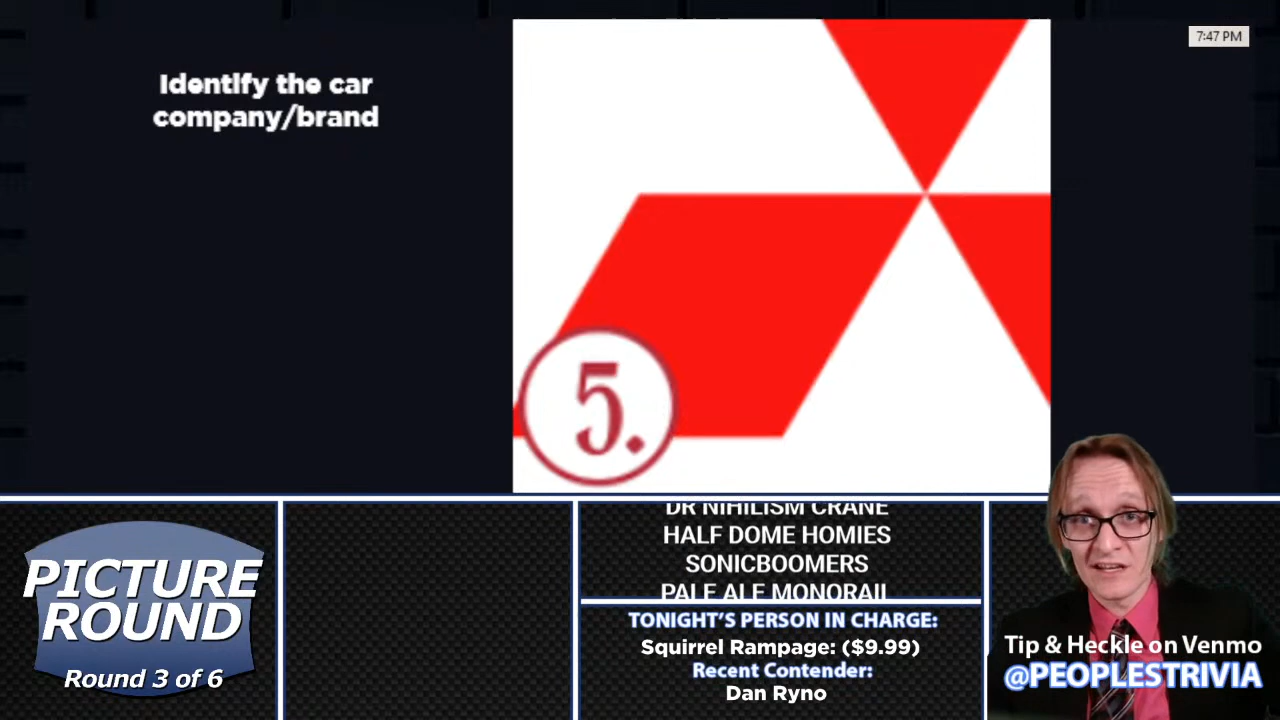 Identify the car
company/brand
7:47 PM
5.
PICTURE
ROUND
Round 3 of 6
DR NIHILISM CRANE
HALF DOME HOMIES
SONICBOOMERS
PALE ALE MONORAIL
TONIGHT'S PERSON IN CHARGE:
Squirrel Rampage: ($9.99)
Recent Contender:
Dan Ryno
Tip & Heckle on Venmo
@PEOPLESTRIVIA